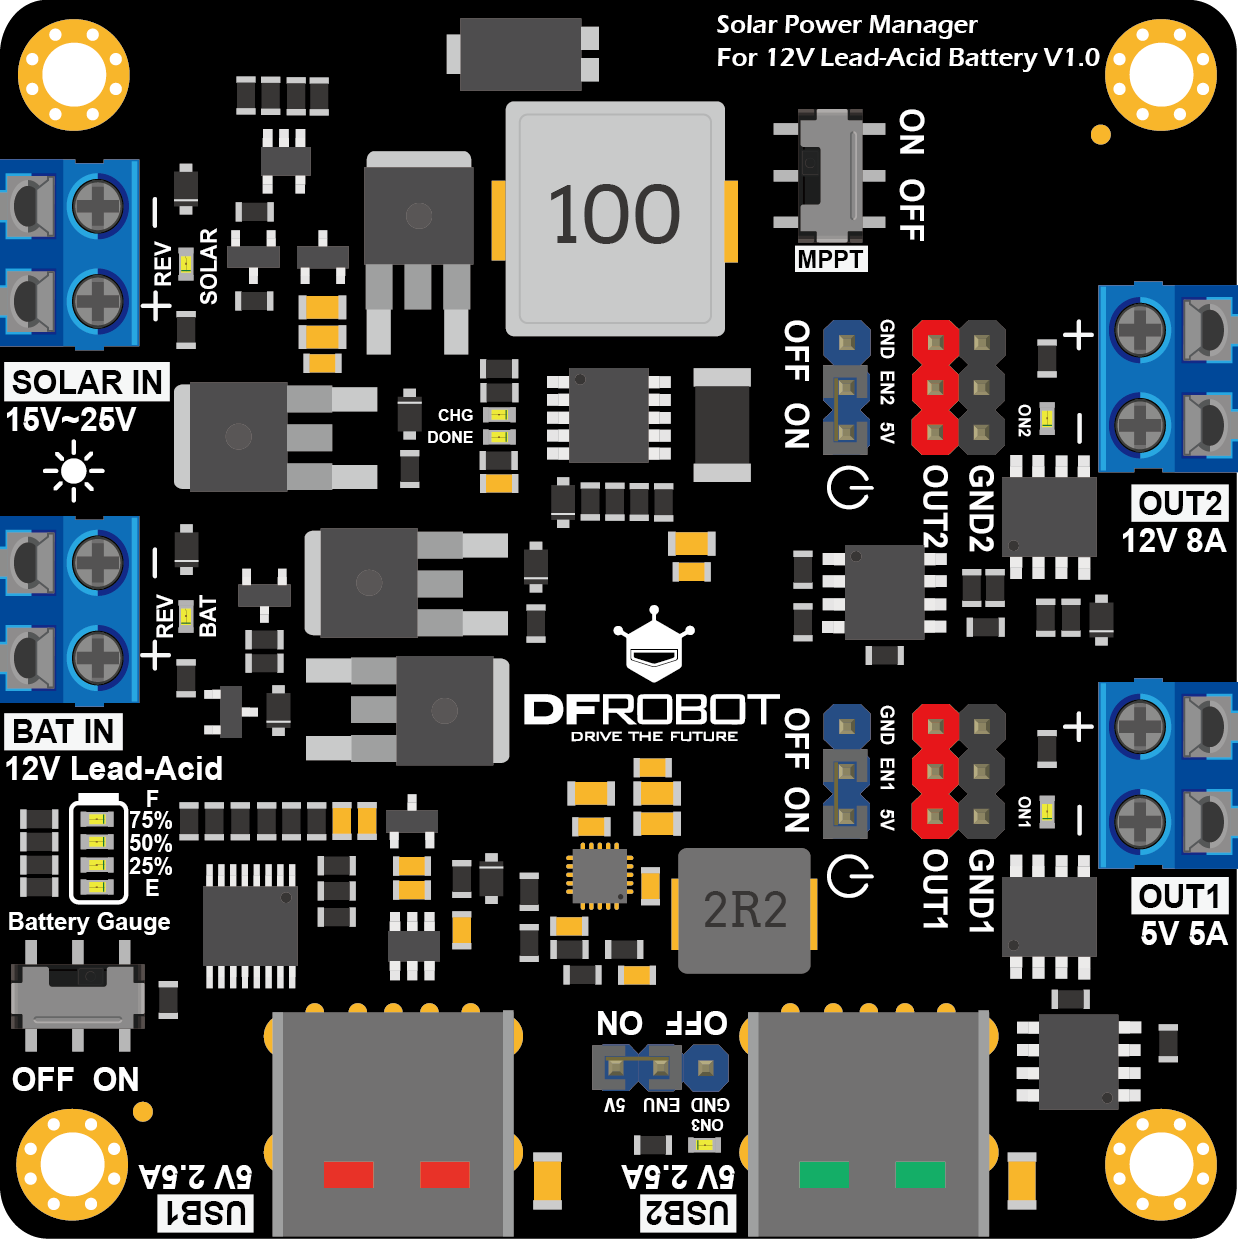 Solar Power Manager
For 12V Lead-Acid Battery V1.0
100
ON OFF
MPPT
REV
SOLAR
SOLAR IN
15V~25V
CHG
DONE
OFF ON
GND EN2 5V
OUT2
GND2
ON2
OUT2
12V 8A
REV
BAT
BAT IN
12V Lead-Acid
DFROBOT
DRIVE THE FUTURE
OFF ON
GND EN1 5V
OUT1
GND1
ON1
OUT1
5V 5A
F
75%
50%
25%
E
Battery Gauge
OFF ON
2R2
ON OFF
5V ENU GND
ON3
5V 2.5A
USB1
5V 2.5A
USB2